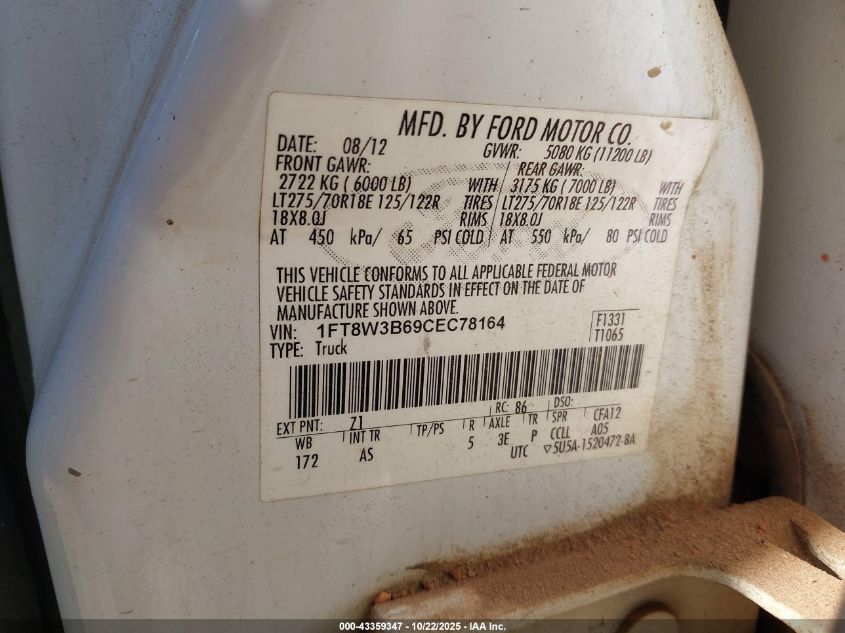 MFD. BY FORD MOTOR CO.
DATE: 08/12 GVWR: 5080 KG (11200 LB)
FRONT GAWR: REAR GAWR:
2722 KG ( 6000 LB) WITH 3175 KG ( 7000 LB) WITH
LT275/70R18E 125/122R TIRES LT275/70R18E 125/122R TIRES
18X8.0J RIMS 18X8.0J RIMS
AT 450 kPa/ 65 PSI COLD AT 550 kPa/ 80 PSI COLD
THIS VEHICLE CONFORMS TO ALL APPLICABLE FEDERAL MOTOR
VEHICLE SAFETY STANDARDS IN EFFECT ON THE DATE OF
MANUFACTURE SHOWN ABOVE.
VIN: 1FT8W3B69CEC78164 F1331
TYPE: Truck T1065
EXT PNT: Z1 RC: 86 DSO:
WB INT TR TP/PS R AXLE TR SPR CFA12
172 AS 5 3E P CCLL A05
UTC ▽5U5A-1520472-BA
000-43359347 - 10/22/2025 - IAA Inc.